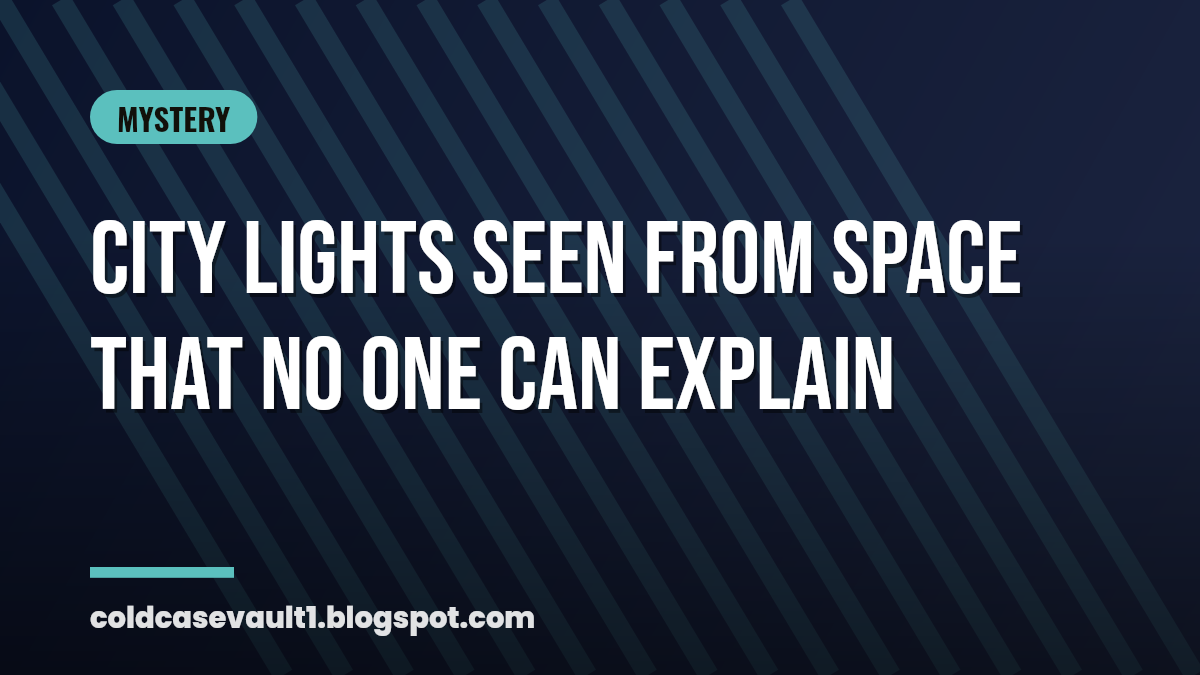 MYSTERY
CITY LIGHTS SEEN FROM SPACE
THAT NO ONE CAN EXPLAIN
coldcasevault1.blogspot.com